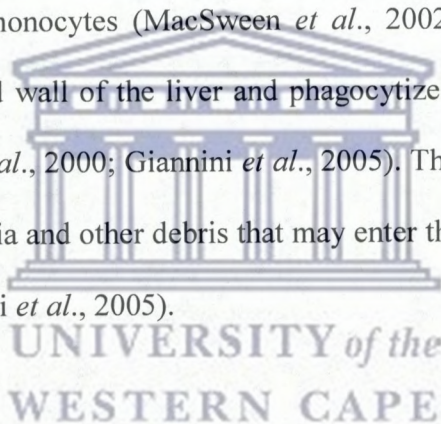 monocytes (MacSween et al., 2002
wall of the liver and phagocytize
al., 2000; Giannini et al., 2005). Th
ia and other debris that may enter th
i et al., 2005).
UNIVERSITY of the
WESTERN CAPE